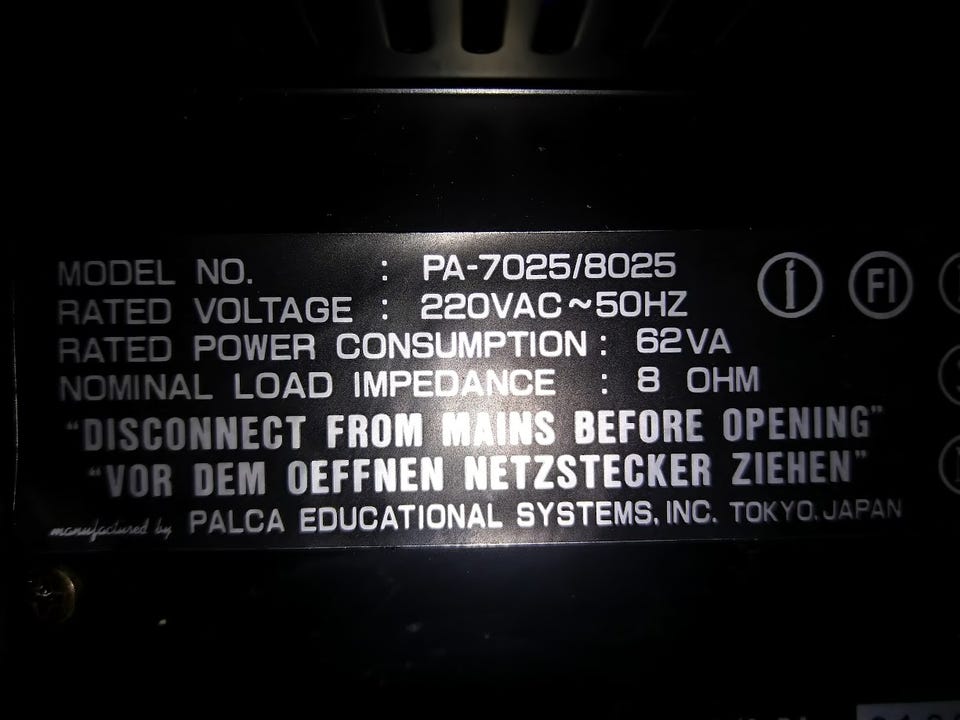 MODEL NO. : PA-7025/8025
RATED VOLTAGE : 220VAC~50HZ
RATED POWER CONSUMPTION : 62VA
NOMINAL LOAD IMPEDANCE : 8 OHM
"DISCONNECT FROM MAINS BEFORE OPENING"
"VOR DEM OEFFNEN NETZSTECKER ZIEHEN"
manufactured by PALCA EDUCATIONAL SYSTEMS, INC. TOKYO, JAPAN
FI